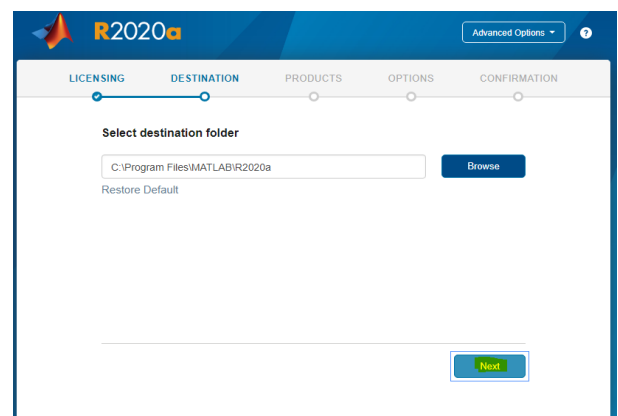 R2020a
Advanced Options
?
LICENSING DESTINATION PRODUCTS OPTIONS CONFIRMATION
Select destination folder
C:\Program Files\MATLAB\R2020a
Browse
Restore Default
Next